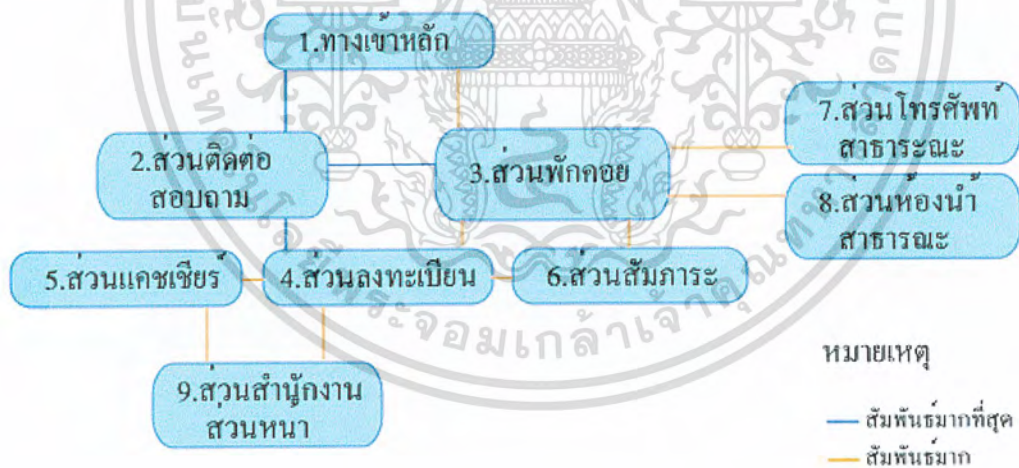 1.ทางเข้าหลัก
2.ส่วนติดต่อ
สอบถาม
3.ส่วนพักคอย
7.ส่วนโทรศัพท์
สาธาระณะ
8.ส่วนห้องน้ำ
สาธารณะ
5.ส่วนแคชเชียร์
4.ส่วนลงทะเบียน
6.ส่วนสัมภาระ
9.ส่วนสำนักงาน
ส่วนหนา
หมายเหตุ
สัมพันธ์มากที่สุด
สัมพันธ์มาก